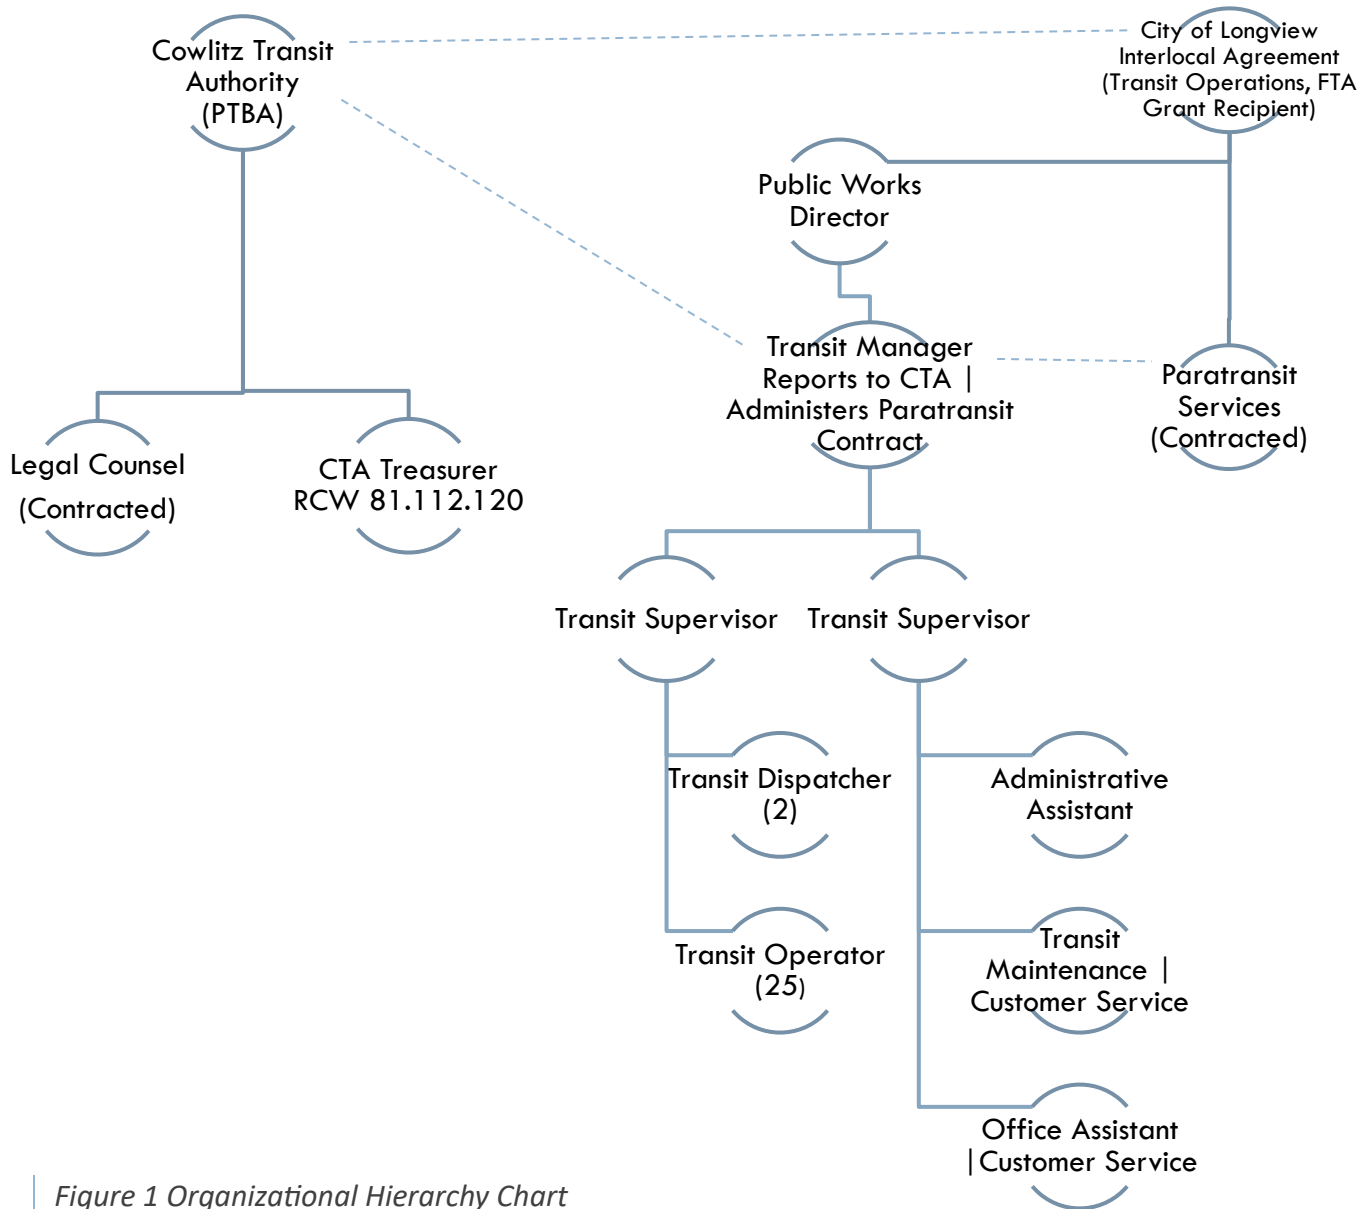 Cowlitz Transit
Authority
(PTBA)
City of Longview
Interlocal Agreement
(Transit Operations, FTA
Grant Recipient)
Public Works
Director
Transit Manager
Reports to CTA |
Administers Paratransit
Contract
Paratransit
Services
(Contracted)
Legal Counsel
(Contracted)
CTA Treasurer
RCW 81.112.120
Transit Supervisor
Transit Supervisor
Transit Dispatcher
(2)
Administrative
Assistant
Transit Operator
(25)
Transit
Maintenance |
Customer Service
Office Assistant
|Customer Service
Figure 1 Organizational Hierarchy Chart